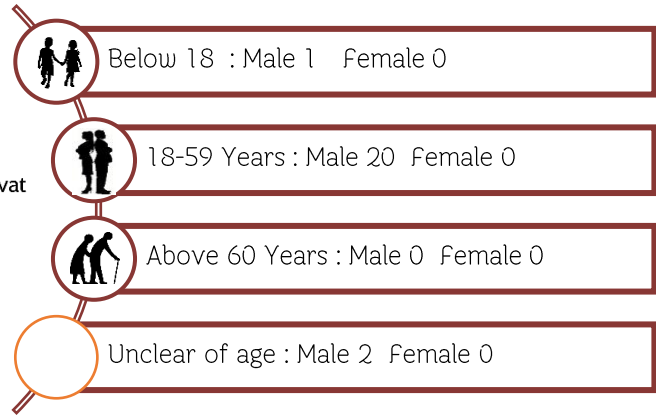 Below 18 : Male 1 Female 0
18-59 Years : Male 20 Female 0
vat
Above 60 Years : Male 0 Female 0
Unclear of age : Male 2 Female 0